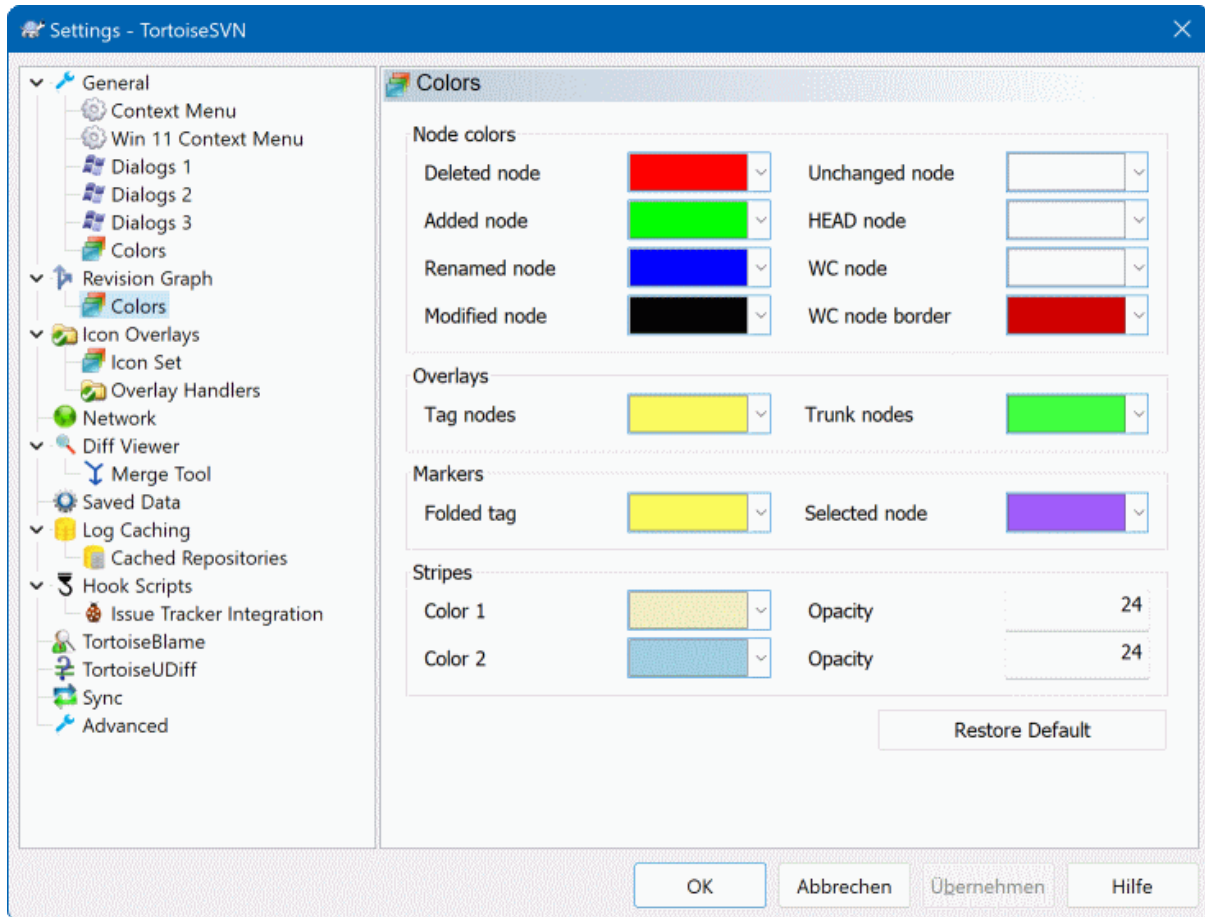 Settings - TortoiseSVN
General
Context Menu
Win 11 Context Menu
Dialogs 1
Dialogs 2
Dialogs 3
Colors
Revision Graph
Colors
Icon Overlays
Icon Set
Overlay Handlers
Network
Diff Viewer
Merge Tool
Saved Data
Log Caching
Cached Repositories
Hook Scripts
Issue Tracker Integration
TortoiseBlame
TortoiseUDiff
Sync
Advanced
Colors
Node colors
Deleted node
Unchanged node
Added node
HEAD node
Renamed node
WC node
Modified node
WC node border
Overlays
Tag nodes
Trunk nodes
Markers
Folded tag
Selected node
Stripes
Color 1
Opacity 24
Color 2
Opacity 24
Restore Default
OK Abbrechen Übernehmen Hilfe